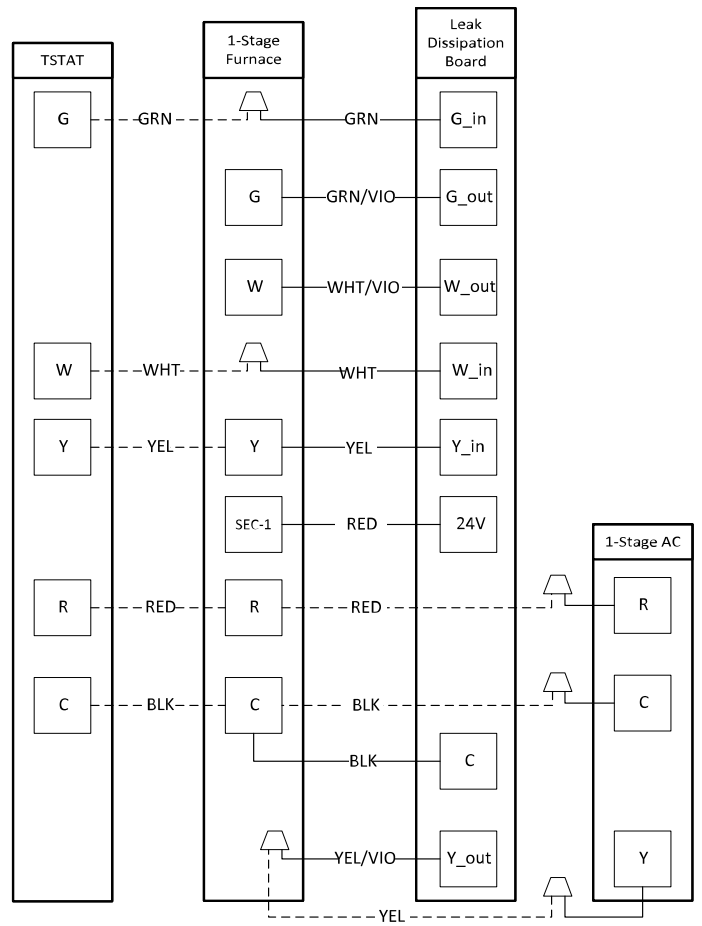 Leak
Dissipation
Board
1-Stage
Furnace
TSTAT
G
GRN
GRN
G_in
G
GRN/VIO
G_out
W
WHT/VIO
W_out
W
WHT
WHT
W_in
Y
YEL
Y
YEL
Y_in
SEC-1
RED
24V
1-Stage AC
R
RED
R
RED
R
C
BLK
C
BLK
C
BLK
C
YEL/VIO
Y_out
Y
YEL